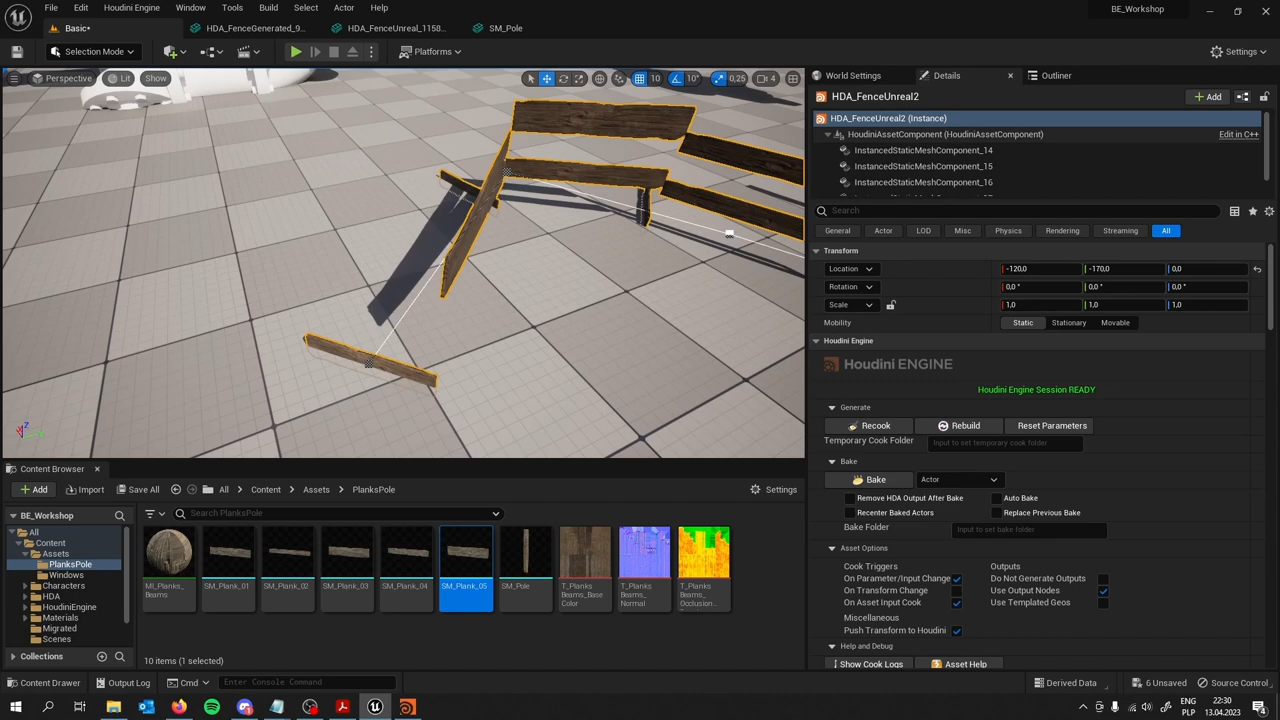 File Edit Houdini Engine Window Tools Build Select Actor Help
BE_Workshop
Basic* HDA_FenceGenerated_9... HDA_FenceUnreal_1158... SM_Pole
Selection Mode Platforms Settings
Perspective Lit Show 10 10° 0,25 4
World Settings Details Outliner
HDA_FenceUnreal2 Add
HDA_FenceUnreal2 (Instance)
HoudiniAssetComponent (HoudiniAssetComponent) Edit in C++
InstancedStaticMeshComponent_14
InstancedStaticMeshComponent_15
InstancedStaticMeshComponent_16
Search
General Actor LOD Misc Physics Rendering Streaming All
Transform
Location -120,0 -170,0 0,0
Rotation 0,0 ° 0,0 ° 0,0 °
Scale 1,0 1,0 1,0
Mobility Static Stationary Movable
Houdini Engine
Houdini ENGINE
Houdini Engine Session READY
Generate
Recook Rebuild Reset Parameters
Temporary Cook Folder Input to set temporary cook folder
Bake
Bake Actor
Remove HDA Output After Bake Auto Bake
Recenter Baked Actors Replace Previous Bake
Bake Folder Input to set bake folder
Asset Options
Cook Triggers Outputs
On Parameter/Input Change Do Not Generate Outputs
On Transform Change Use Output Nodes
On Asset Input Cook Use Templated Geos
Miscellaneous
Push Transform to Houdini
Help and Debug
Show Cook Logs Asset Help
Content Browser
Add Import Save All All Content Assets PlanksPole Settings
BE_Workshop
Search PlanksPole
All
Content
Assets
PlanksPole
Windows
Characters
HDA
HoudiniEngine
Materials
Migrated
Scenes
Collections
MI_Planks_
Beams
SM_Plank_01
SM_Plank_02
SM_Plank_03
SM_Plank_04
SM_Plank_05
SM_Pole
T_Planks
Beams_Base
Color
T_Planks
Beams_
Normal
T_Planks
Beams_
Occlusion...
10 items (1 selected)
Content Drawer Output Log Cmd Enter Console Command Derived Data 6 Unsaved Source Control
ENG
PLP
22:30
13.04.2023